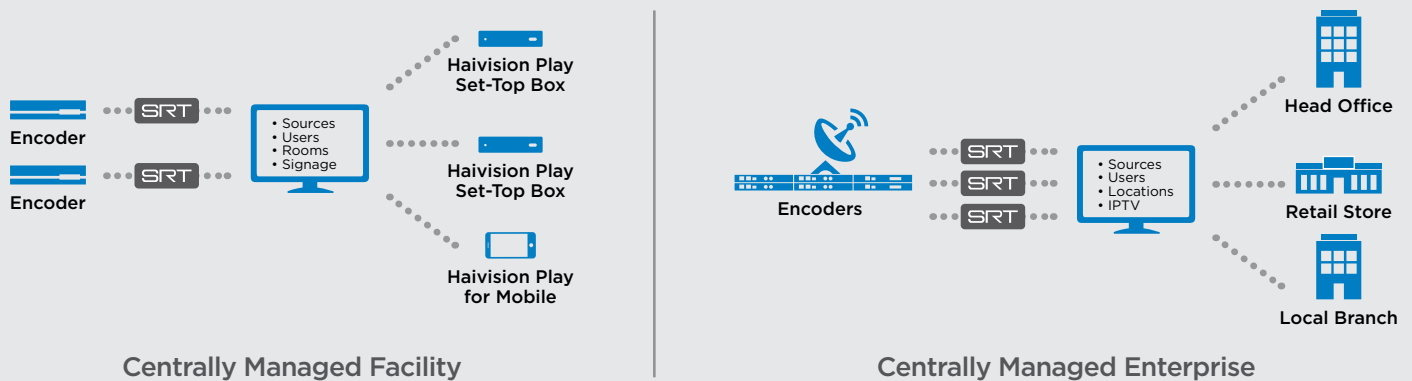 Haivision Play
Set-Top Box
SRT
Encoder
• Sources
• Users
• Rooms
• Signage
SRT
Encoder
Haivision Play
Set-Top Box
Haivision Play
for Mobile
Centrally Managed Facility
Encoders
SRT
SRT
SRT
• Sources
• Users
• Locations
• IPTV
Head Office
Retail Store
Local Branch
Centrally Managed Enterprise